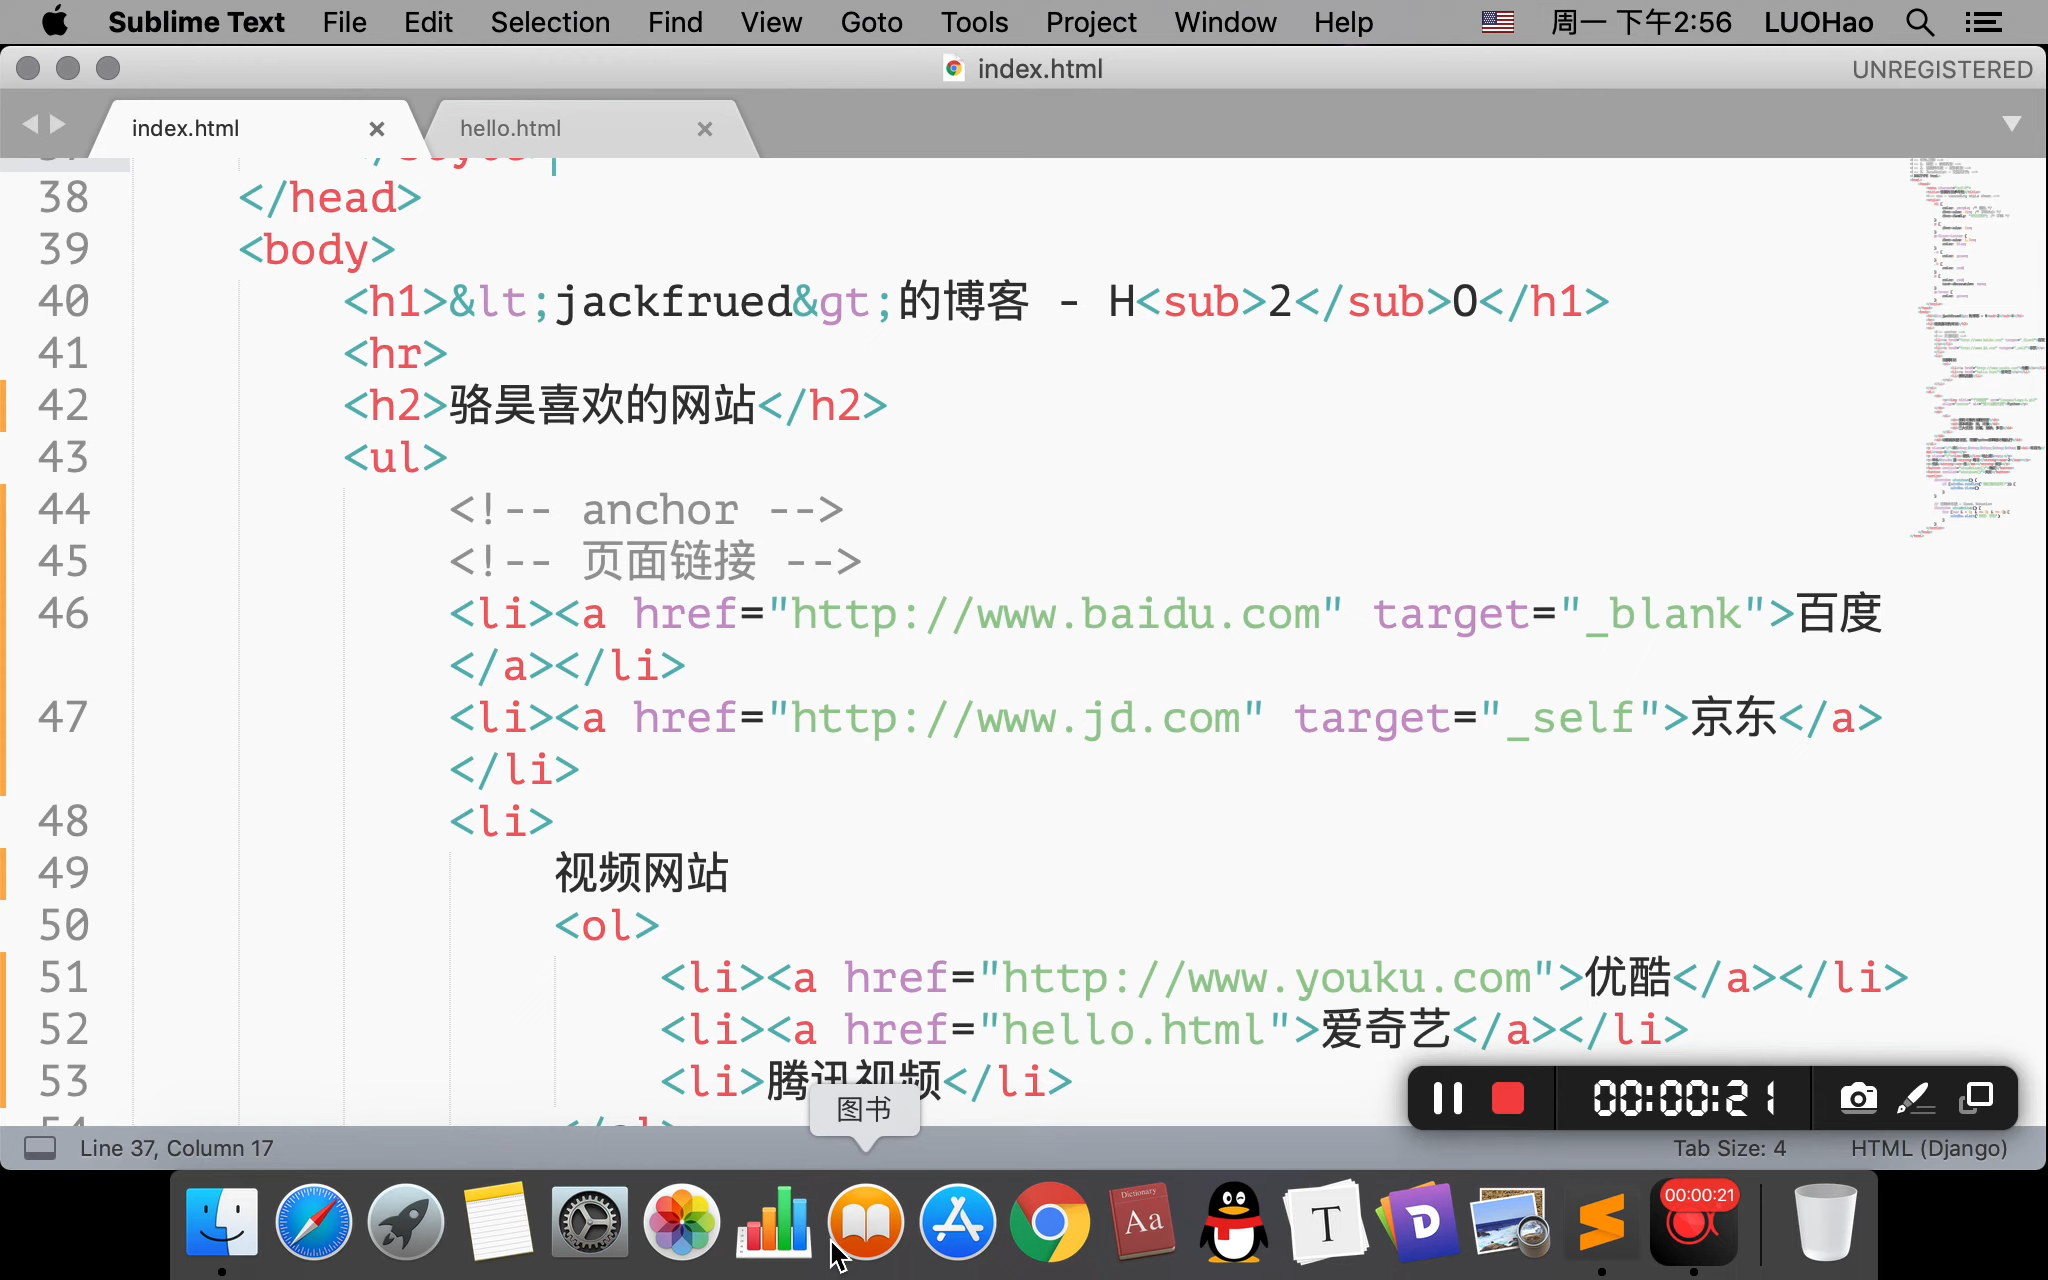 Sublime Text File Edit Selection Find View Goto Tools Project Window Help 周一 下午2:56 LUOHao
index.html UNREGISTERED
index.html hello.html
38 </head>
39 <body>
40 <h1>&lt;jackfrued&gt;的博客 - H<sub>2</sub>O</h1>
41 <hr>
42 <h2>骆昊喜欢的网站</h2>
43 <ul>
44 <!-- anchor -->
45 <!-- 页面链接 -->
46 <li><a href="http://www.baidu.com" target="_blank">百度
</a></li>
47 <li><a href="http://www.jd.com" target="_self">京东</a>
</li>
48 <li>
49 视频网站
50 <ol>
51 <li><a href="http://www.youku.com">优酷</a></li>
52 <li><a href="hello.html">爱奇艺</a></li>
53 <li>腾讯视频</li>
图书
00:00:21
Line 37, Column 17 Tab Size: 4 HTML (Django)
Dictionary
Aa
T
D
00:00:21